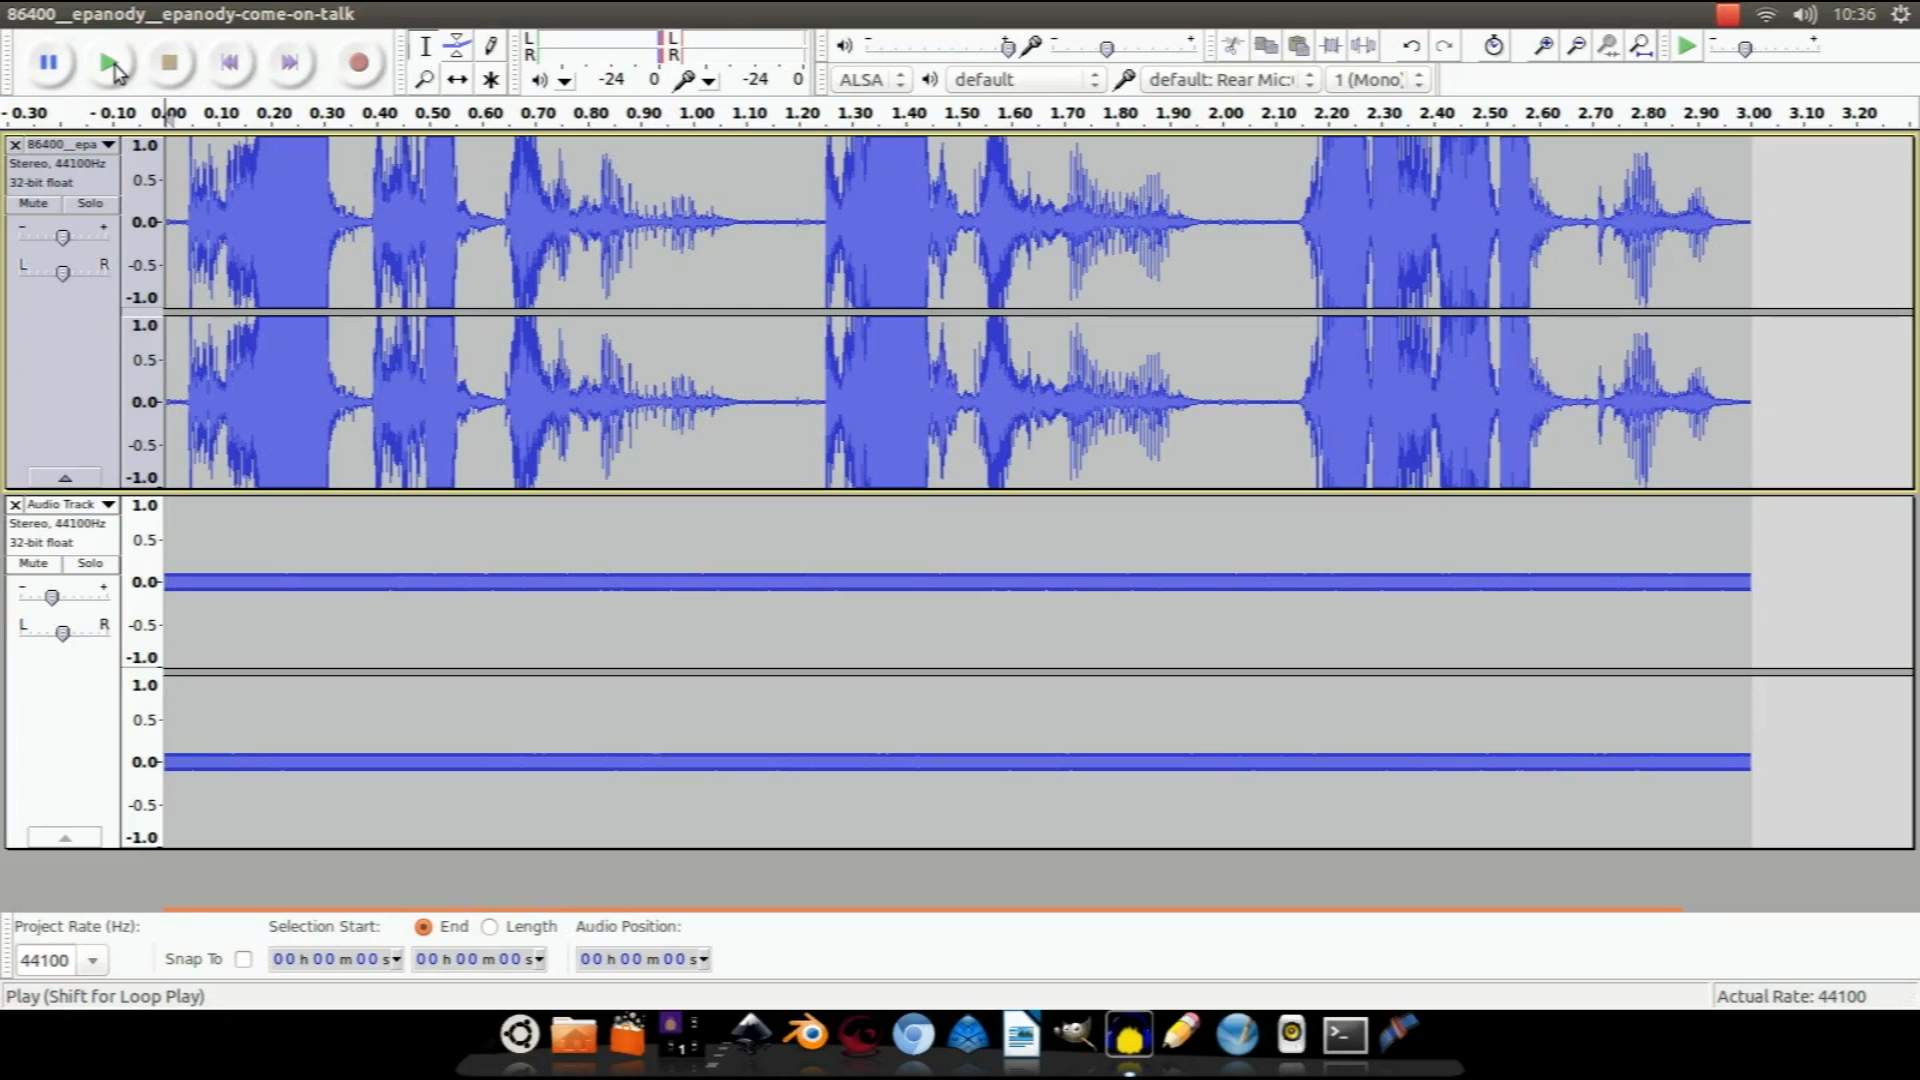 86400__epanody__epanody-come-on-talk
10:36
L
R
-24 0
L
R
-24 0
- +
- +
- +
ALSA
default
default: Rear Mic:
1 (Mono)
- 0.30 - 0.10 0.00 0.10 0.20 0.30 0.40 0.50 0.60 0.70 0.80 0.90 1.00 1.10 1.20 1.30 1.40 1.50 1.60 1.70 1.80 1.90 2.00 2.10 2.20 2.30 2.40 2.50 2.60 2.70 2.80 2.90 3.00 3.10 3.20
X 86400__epa
Stereo, 44100Hz
32-bit float
Mute Solo
- +
L R
1.0
0.5-
0.0-
-0.5-
-1.0
1.0
0.5-
0.0-
-0.5-
-1.0
X Audio Track
Stereo, 44100Hz
32-bit float
Mute Solo
- +
L R
1.0
0.5-
0.0-
-0.5-
-1.0
1.0
0.5-
0.0-
-0.5-
-1.0
Project Rate (Hz):
44100
Snap To
Selection Start:
End
Length
Audio Position:
00 h 00 m 00 s
00 h 00 m 00 s
00 h 00 m 00 s
Play (Shift for Loop Play)
Actual Rate: 44100
1
>_